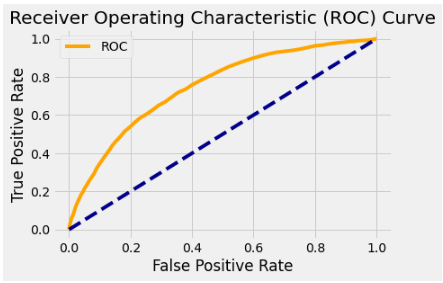 Receiver Operating Characteristic (ROC) Curve
1.0
ROC
0.8
0.6
0.4
0.2
0.0
True Positive Rate
0.0 0.2 0.4 0.6 0.8 1.0
False Positive Rate